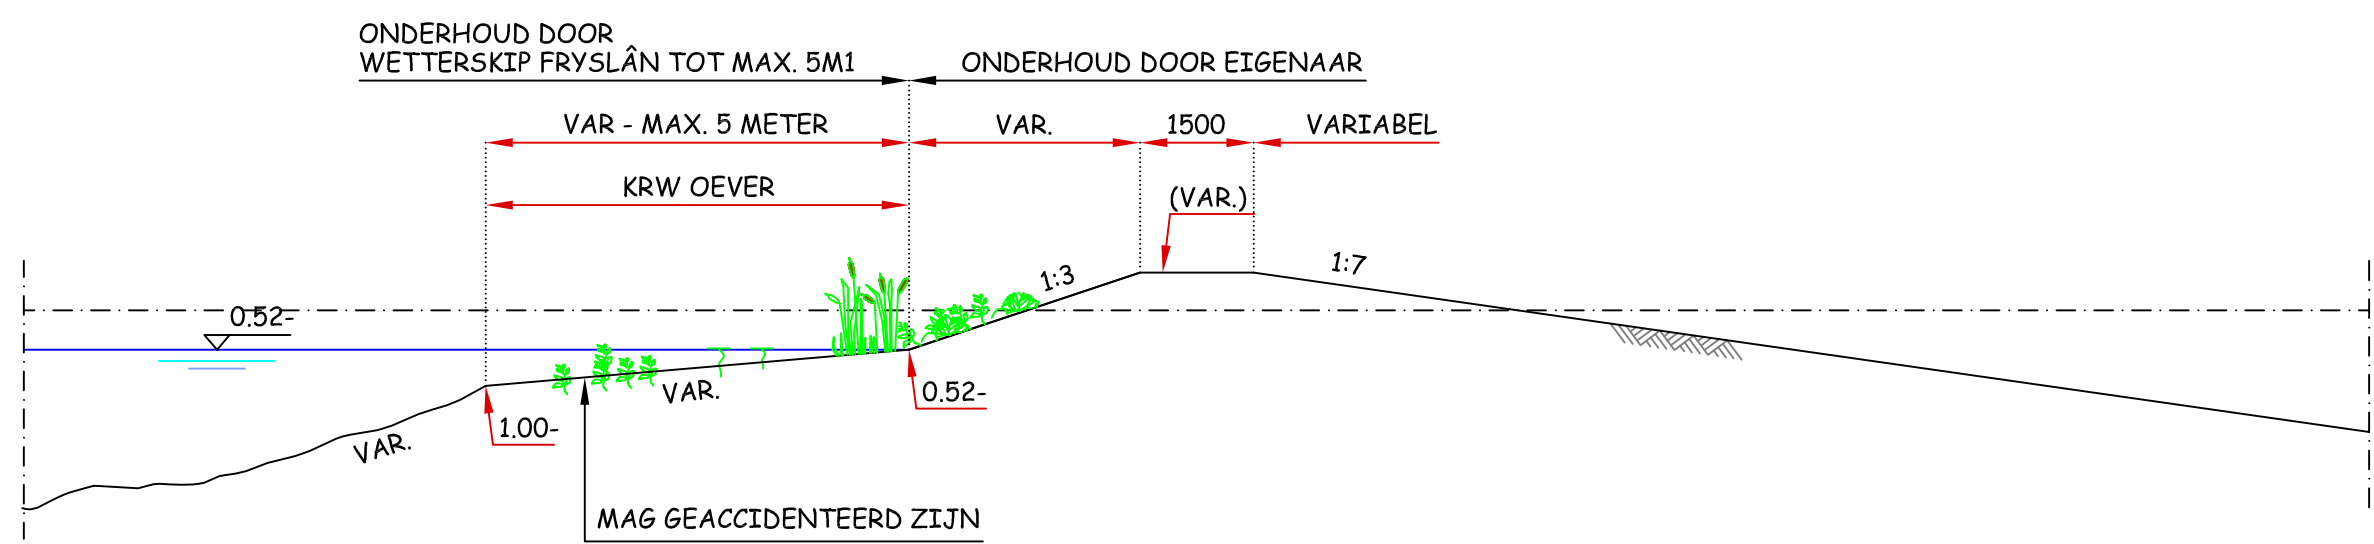 ONDERHOUD DOOR
WETTERSKIP FRYSLÂN TOT MAX. 5M1
ONDERHOUD DOOR EIGENAAR
VAR - MAX. 5 METER
VAR.
1500
VARIABEL
KRW OEVER
(VAR.)
1:3
1:7
0.52-
VAR.
0.52-
1.00-
VAR.
MAG GEACCIDENTEERD ZIJN